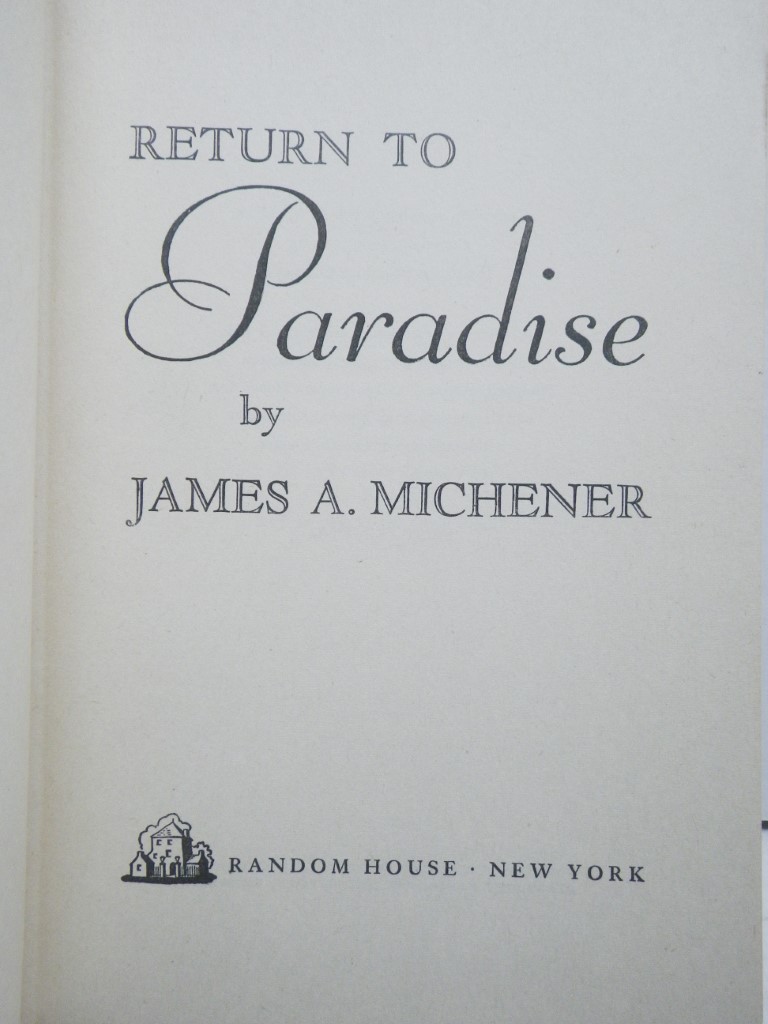 RETURN TO
Paradise
by
JAMES A. MICHENER
RANDOM HOUSE · NEW YORK